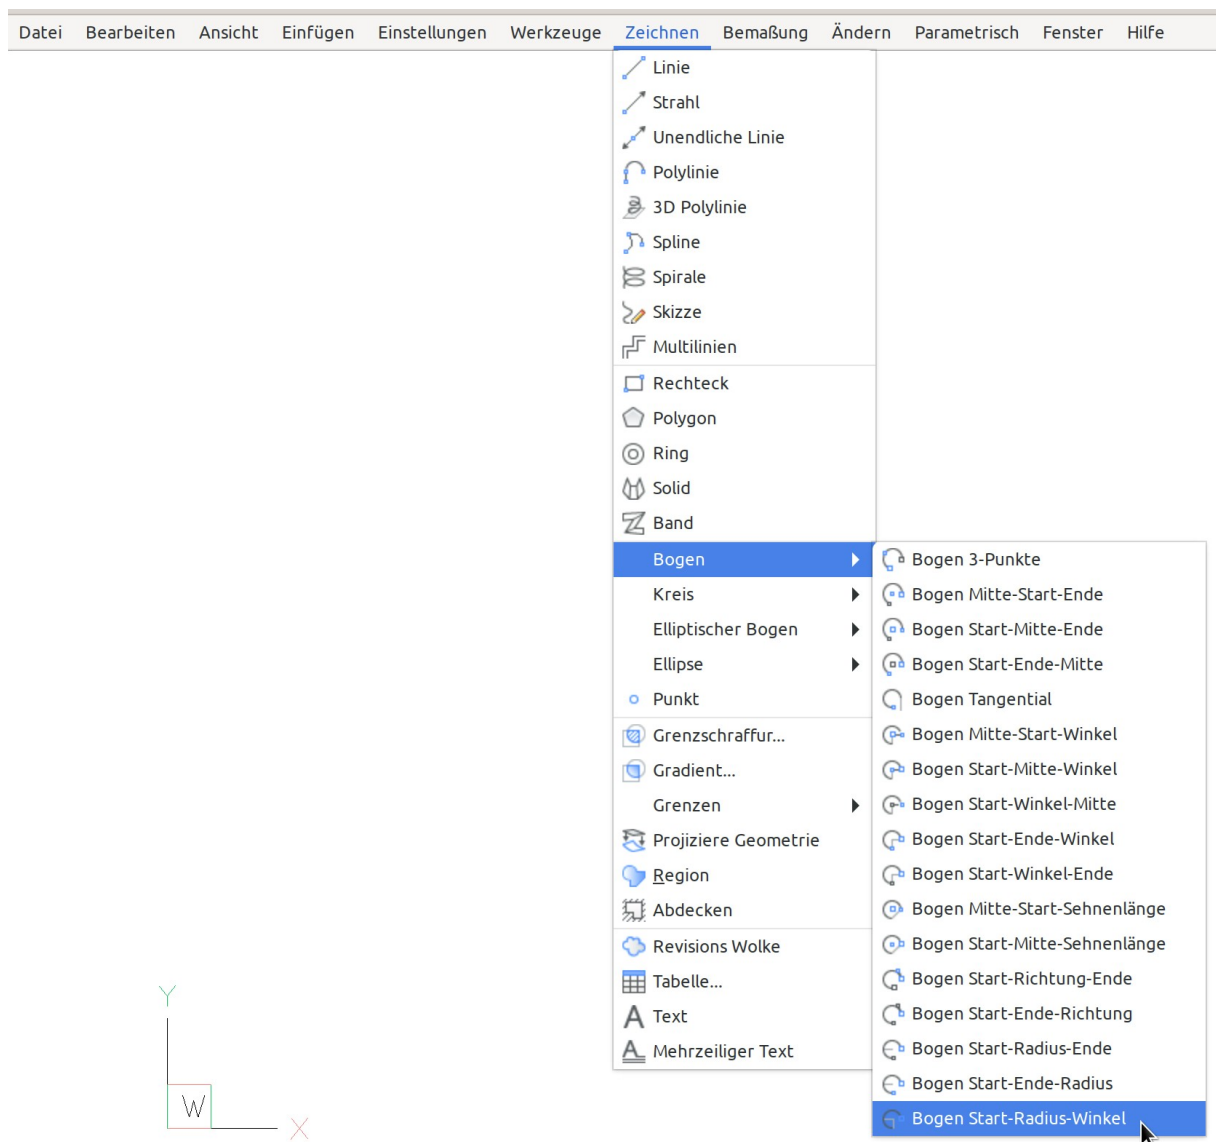 Datei Bearbeiten Ansicht Einfügen Einstellungen Werkzeuge Zeichnen Bemaßung Ändern Parametrisch Fenster Hilfe
Linie
Strahl
Unendliche Linie
Polylinie
3D Polylinie
Spline
Spirale
Skizze
Multilinien
Rechteck
Polygon
Ring
Solid
Band
Bogen
Kreis
Elliptischer Bogen
Ellipse
Punkt
Grenzschraffur...
Gradient...
Grenzen
Projiziere Geometrie
Region
Abdecken
Revisions Wolke
Tabelle...
Text
Mehrzeiliger Text
Bogen 3-Punkte
Bogen Mitte-Start-Ende
Bogen Start-Mitte-Ende
Bogen Start-Ende-Mitte
Bogen Tangential
Bogen Mitte-Start-Winkel
Bogen Start-Mitte-Winkel
Bogen Start-Winkel-Mitte
Bogen Start-Ende-Winkel
Bogen Start-Winkel-Ende
Bogen Mitte-Start-Sehnenlänge
Bogen Start-Mitte-Sehnenlänge
Bogen Start-Richtung-Ende
Bogen Start-Ende-Richtung
Bogen Start-Radius-Ende
Bogen Start-Ende-Radius
Bogen Start-Radius-Winkel
Y
W
X